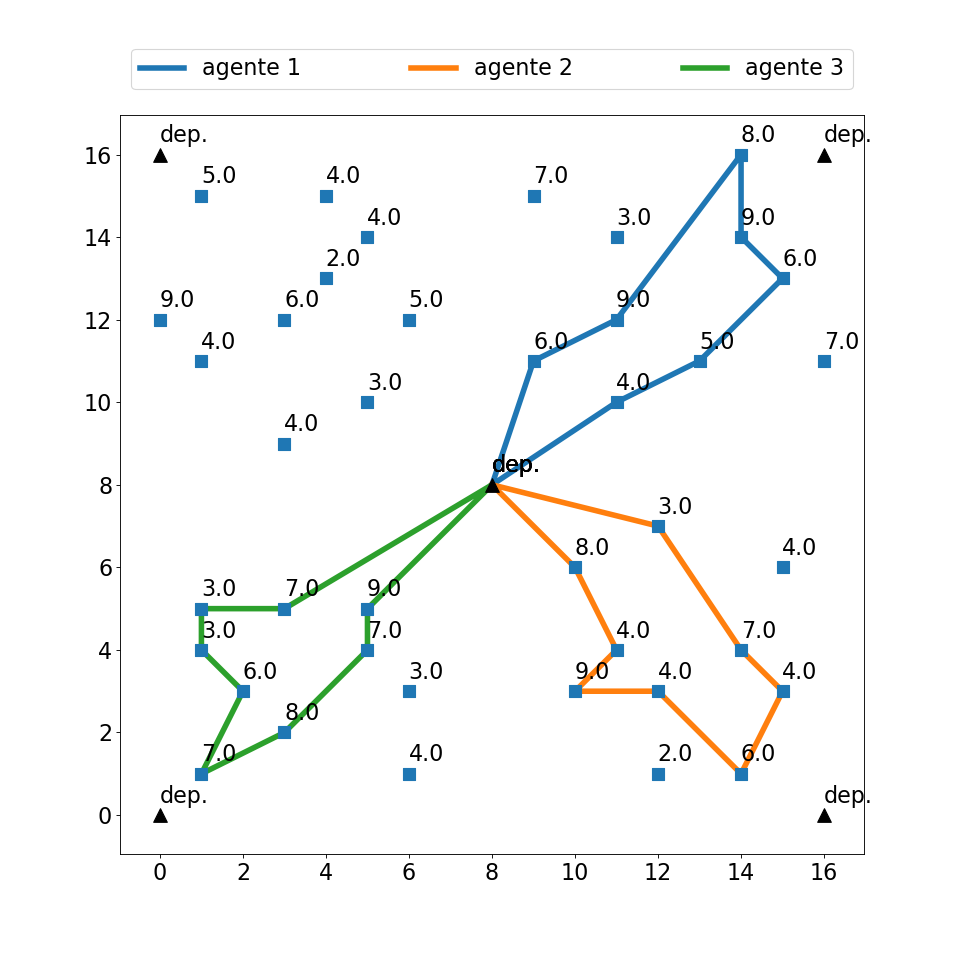 agente 1 agente 2 agente 3
dep. 8.0 dep.
16
5.0 4.0 7.0
4.0 3.0 9.0
14
2.0 6.0
9.0 6.0 5.0 9.0
12
4.0 6.0 5.0 7.0
3.0 4.0
10
4.0
dep. dep.
8
3.0
8.0 4.0
6
3.0 7.0 9.0
3.0 7.0 4.0 7.0
4
6.0 3.0 9.0 4.0 4.0
8.0
2
7.0 4.0 2.0 6.0
dep. dep.
0
0 2 4 6 8 10 12 14 16